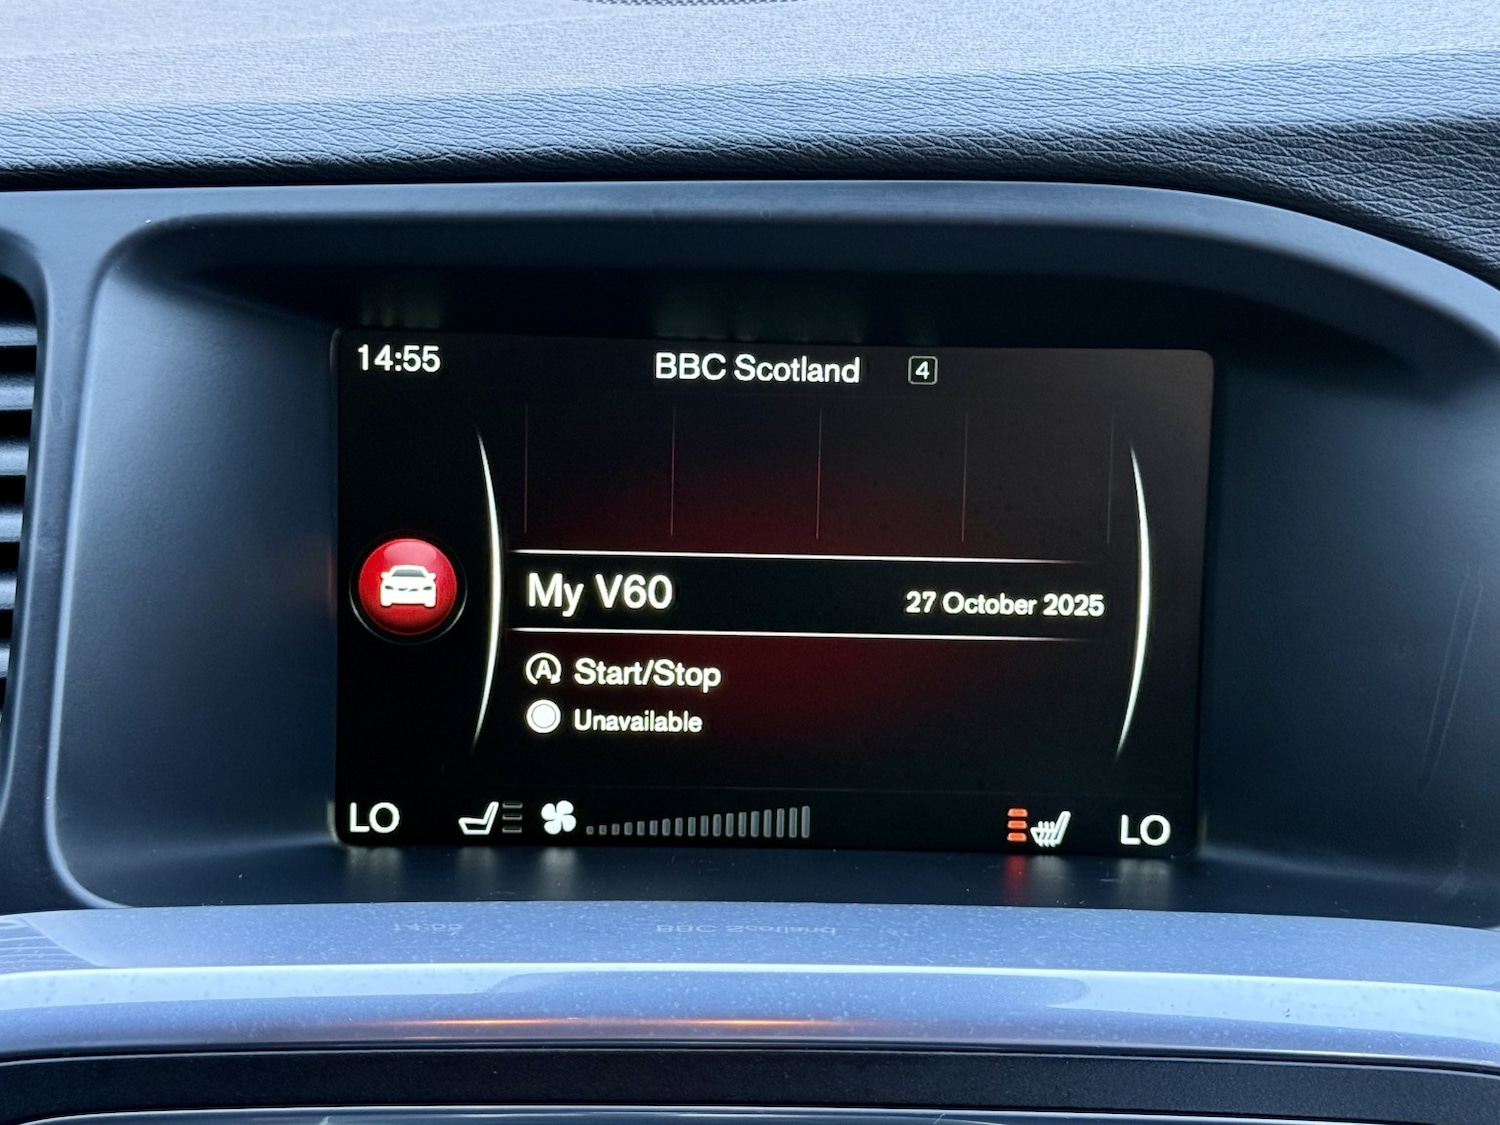 14:55
BBC Scotland 4
My V60
27 October 2025
A Start/Stop
Unavailable
LO
LO